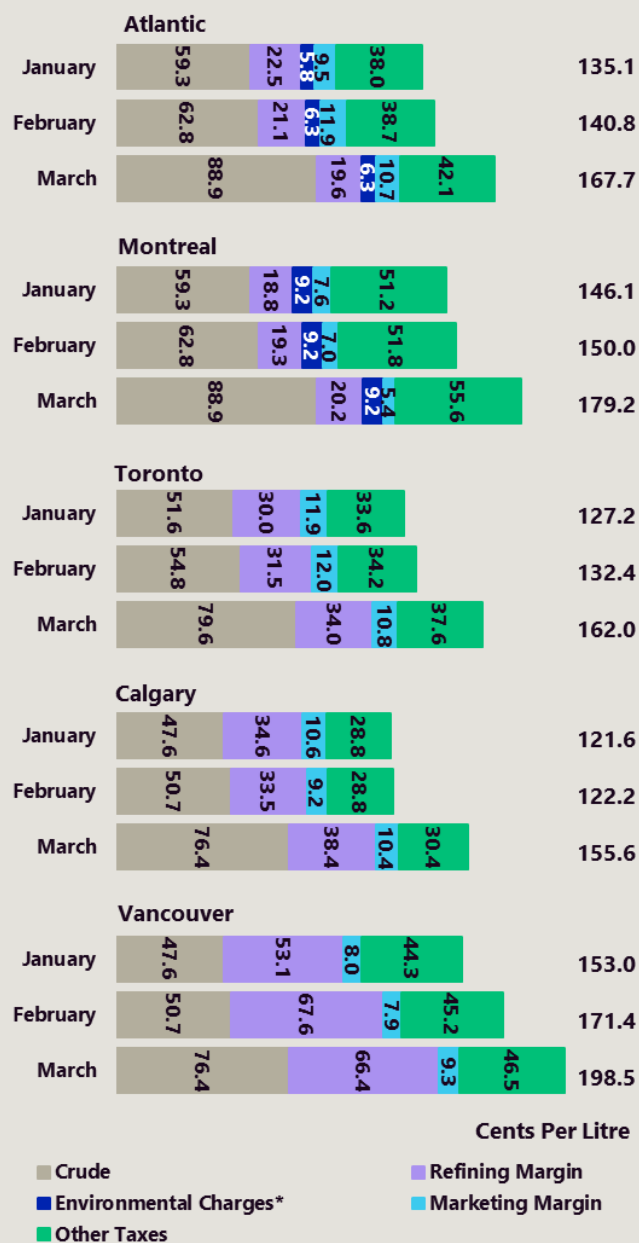 Atlantic
January 59.3 22.5 5.8 9.5 38.0 135.1
February 62.8 21.1 6.3 11.9 38.7 140.8
March 88.9 19.6 6.3 10.7 42.1 167.7
Montreal
January 59.3 18.8 9.2 7.6 51.2 146.1
February 62.8 19.3 9.2 7.0 51.8 150.0
March 88.9 20.2 9.2 5.4 55.6 179.2
Toronto
January 51.6 30.0 11.9 33.6 127.2
February 54.8 31.5 12.0 34.2 132.4
March 79.6 34.0 10.8 37.6 162.0
Calgary
January 47.6 34.6 10.6 28.8 121.6
February 50.7 33.5 9.2 28.8 122.2
March 76.4 38.4 10.4 30.4 155.6
Vancouver
January 47.6 53.1 8.0 44.3 153.0
February 50.7 67.6 7.9 45.2 171.4
March 76.4 66.4 9.3 46.5 198.5
Cents Per Litre
Crude Refining Margin
Environmental Charges* Marketing Margin
Other Taxes